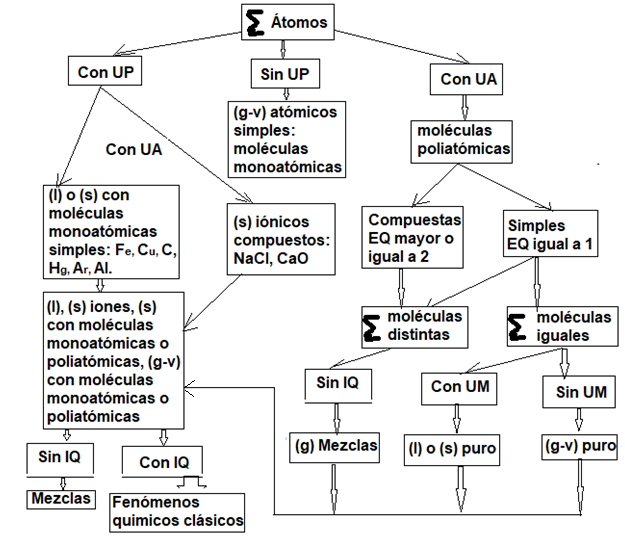 Σ Átomos
Con UP
Sin UP
Con UA
(g-v) atómicos
simples:
moléculas
monoatómicas
moléculas
poliatómicas
Con UA
(l) o (s) con
moléculas
monoatómicas
simples: Fe, Cu, C,
Hg, Ar, Al.
(s) iónicos
compuestos:
NaCl, CaO
Compuestas
EQ mayor o
igual a 2
Simples
EQ igual a 1
(l), (s) iones, (s)
con moléculas
monoatómicas o
poliatómicas, (g-v)
con moléculas
monoatómicas o
poliatómicas
Σ moléculas
distintas
Σ moléculas
iguales
Sin IQ
Con UM
Sin UM
(g) Mezclas
(l) o (s) puro
(g-v) puro
Sin IQ
Con IQ
Mezclas
Fenómenos
quimicos clásicos